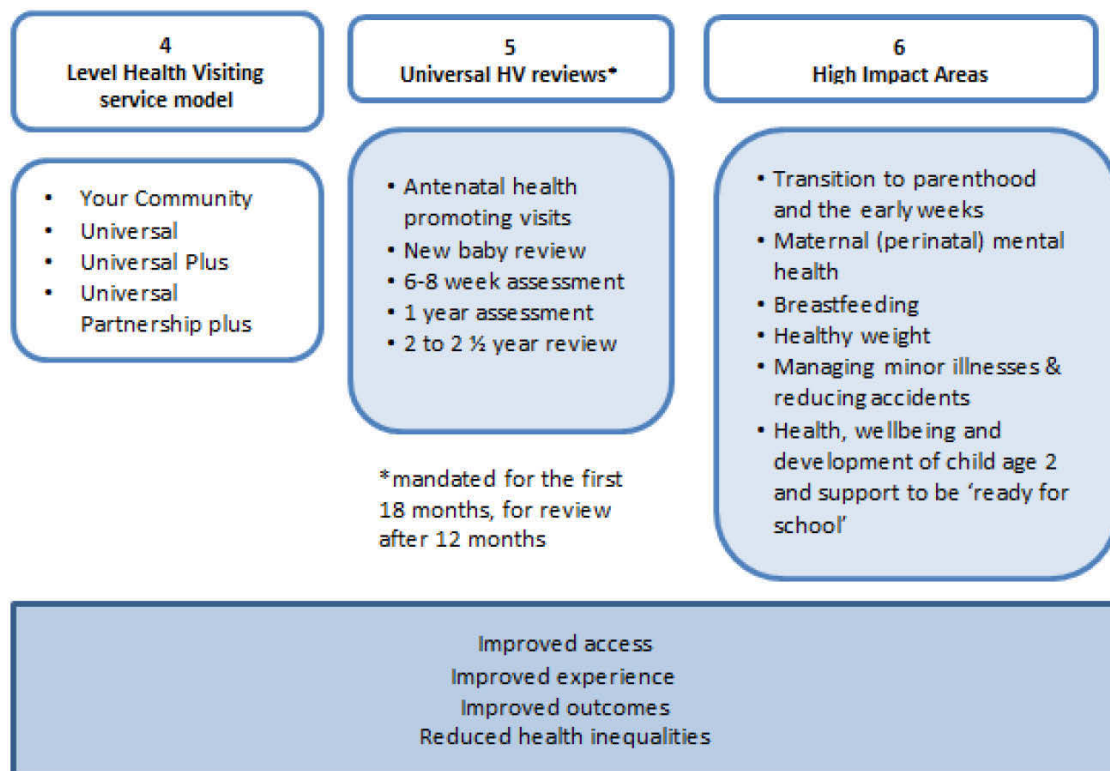 4
Level Health Visiting
service model
• Your Community
• Universal
• Universal Plus
• Universal
Partnership plus
5
Universal HV reviews*
• Antenatal health
promoting visits
• New baby review
• 6-8 week assessment
• 1 year assessment
• 2 to 2 ½ year review
*mandated for the first
18 months, for review
after 12 months
6
High Impact Areas
• Transition to parenthood
and the early weeks
• Maternal (perinatal) mental
health
• Breastfeeding
• Healthy weight
• Managing minor illnesses &
reducing accidents
• Health, wellbeing and
development of child age 2
and support to be ‘ready for
school’
Improved access
Improved experience
Improved outcomes
Reduced health inequalities